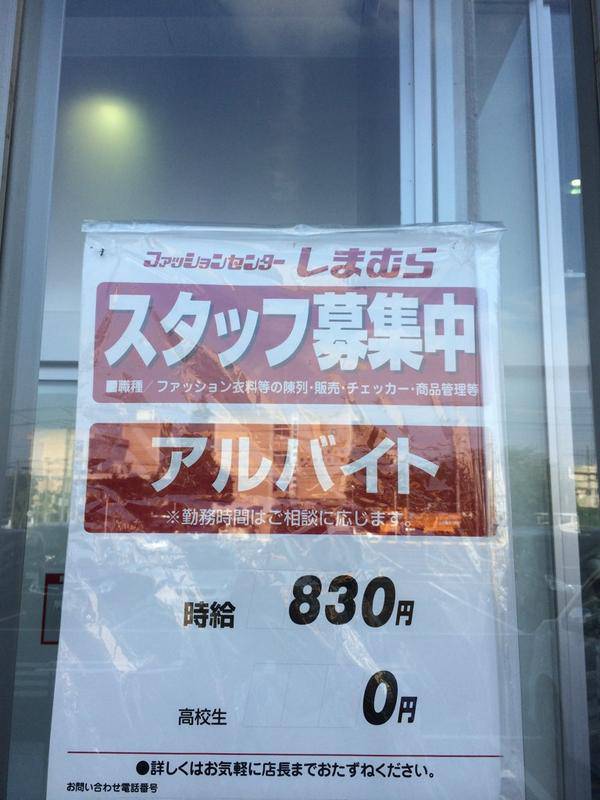 ファッションセンター しまむら
スタッフ募集中
■職種／ファッション衣料等の陳列・販売・チェッカー・商品管理等
アルバイト
※勤務時間はご相談に応じます。
時給 830円
高校生 0円
●詳しくはお気軽に店長までおたずねください。
お問い合わせ電話番号